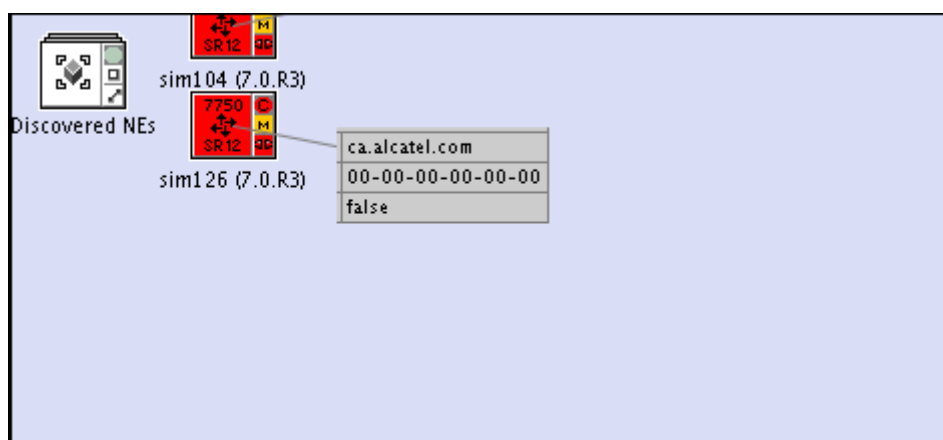 M
SR12
sim104 (7.0.R3)
Discovered NEs
7750 C
M
SR12
sim126 (7.0.R3)
ca.alcatel.com
00-00-00-00-00-00
false